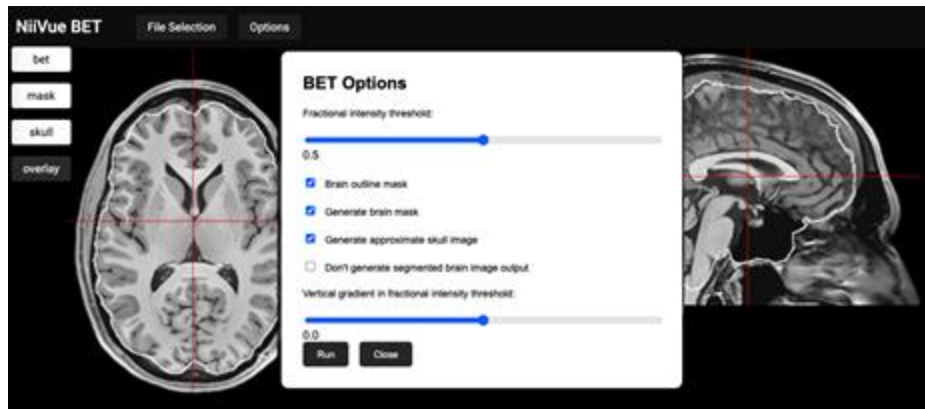 NiiVue BET File Selection Options
bet
mask
skull
overlay
BET Options
Fractional intensity threshold:
0.5
Brain outline mask
Generate brain mask
Generate approximate skull image
Don't generate segmented brain image output
Vertical gradient in fractional intensity threshold:
0.0
Run Close